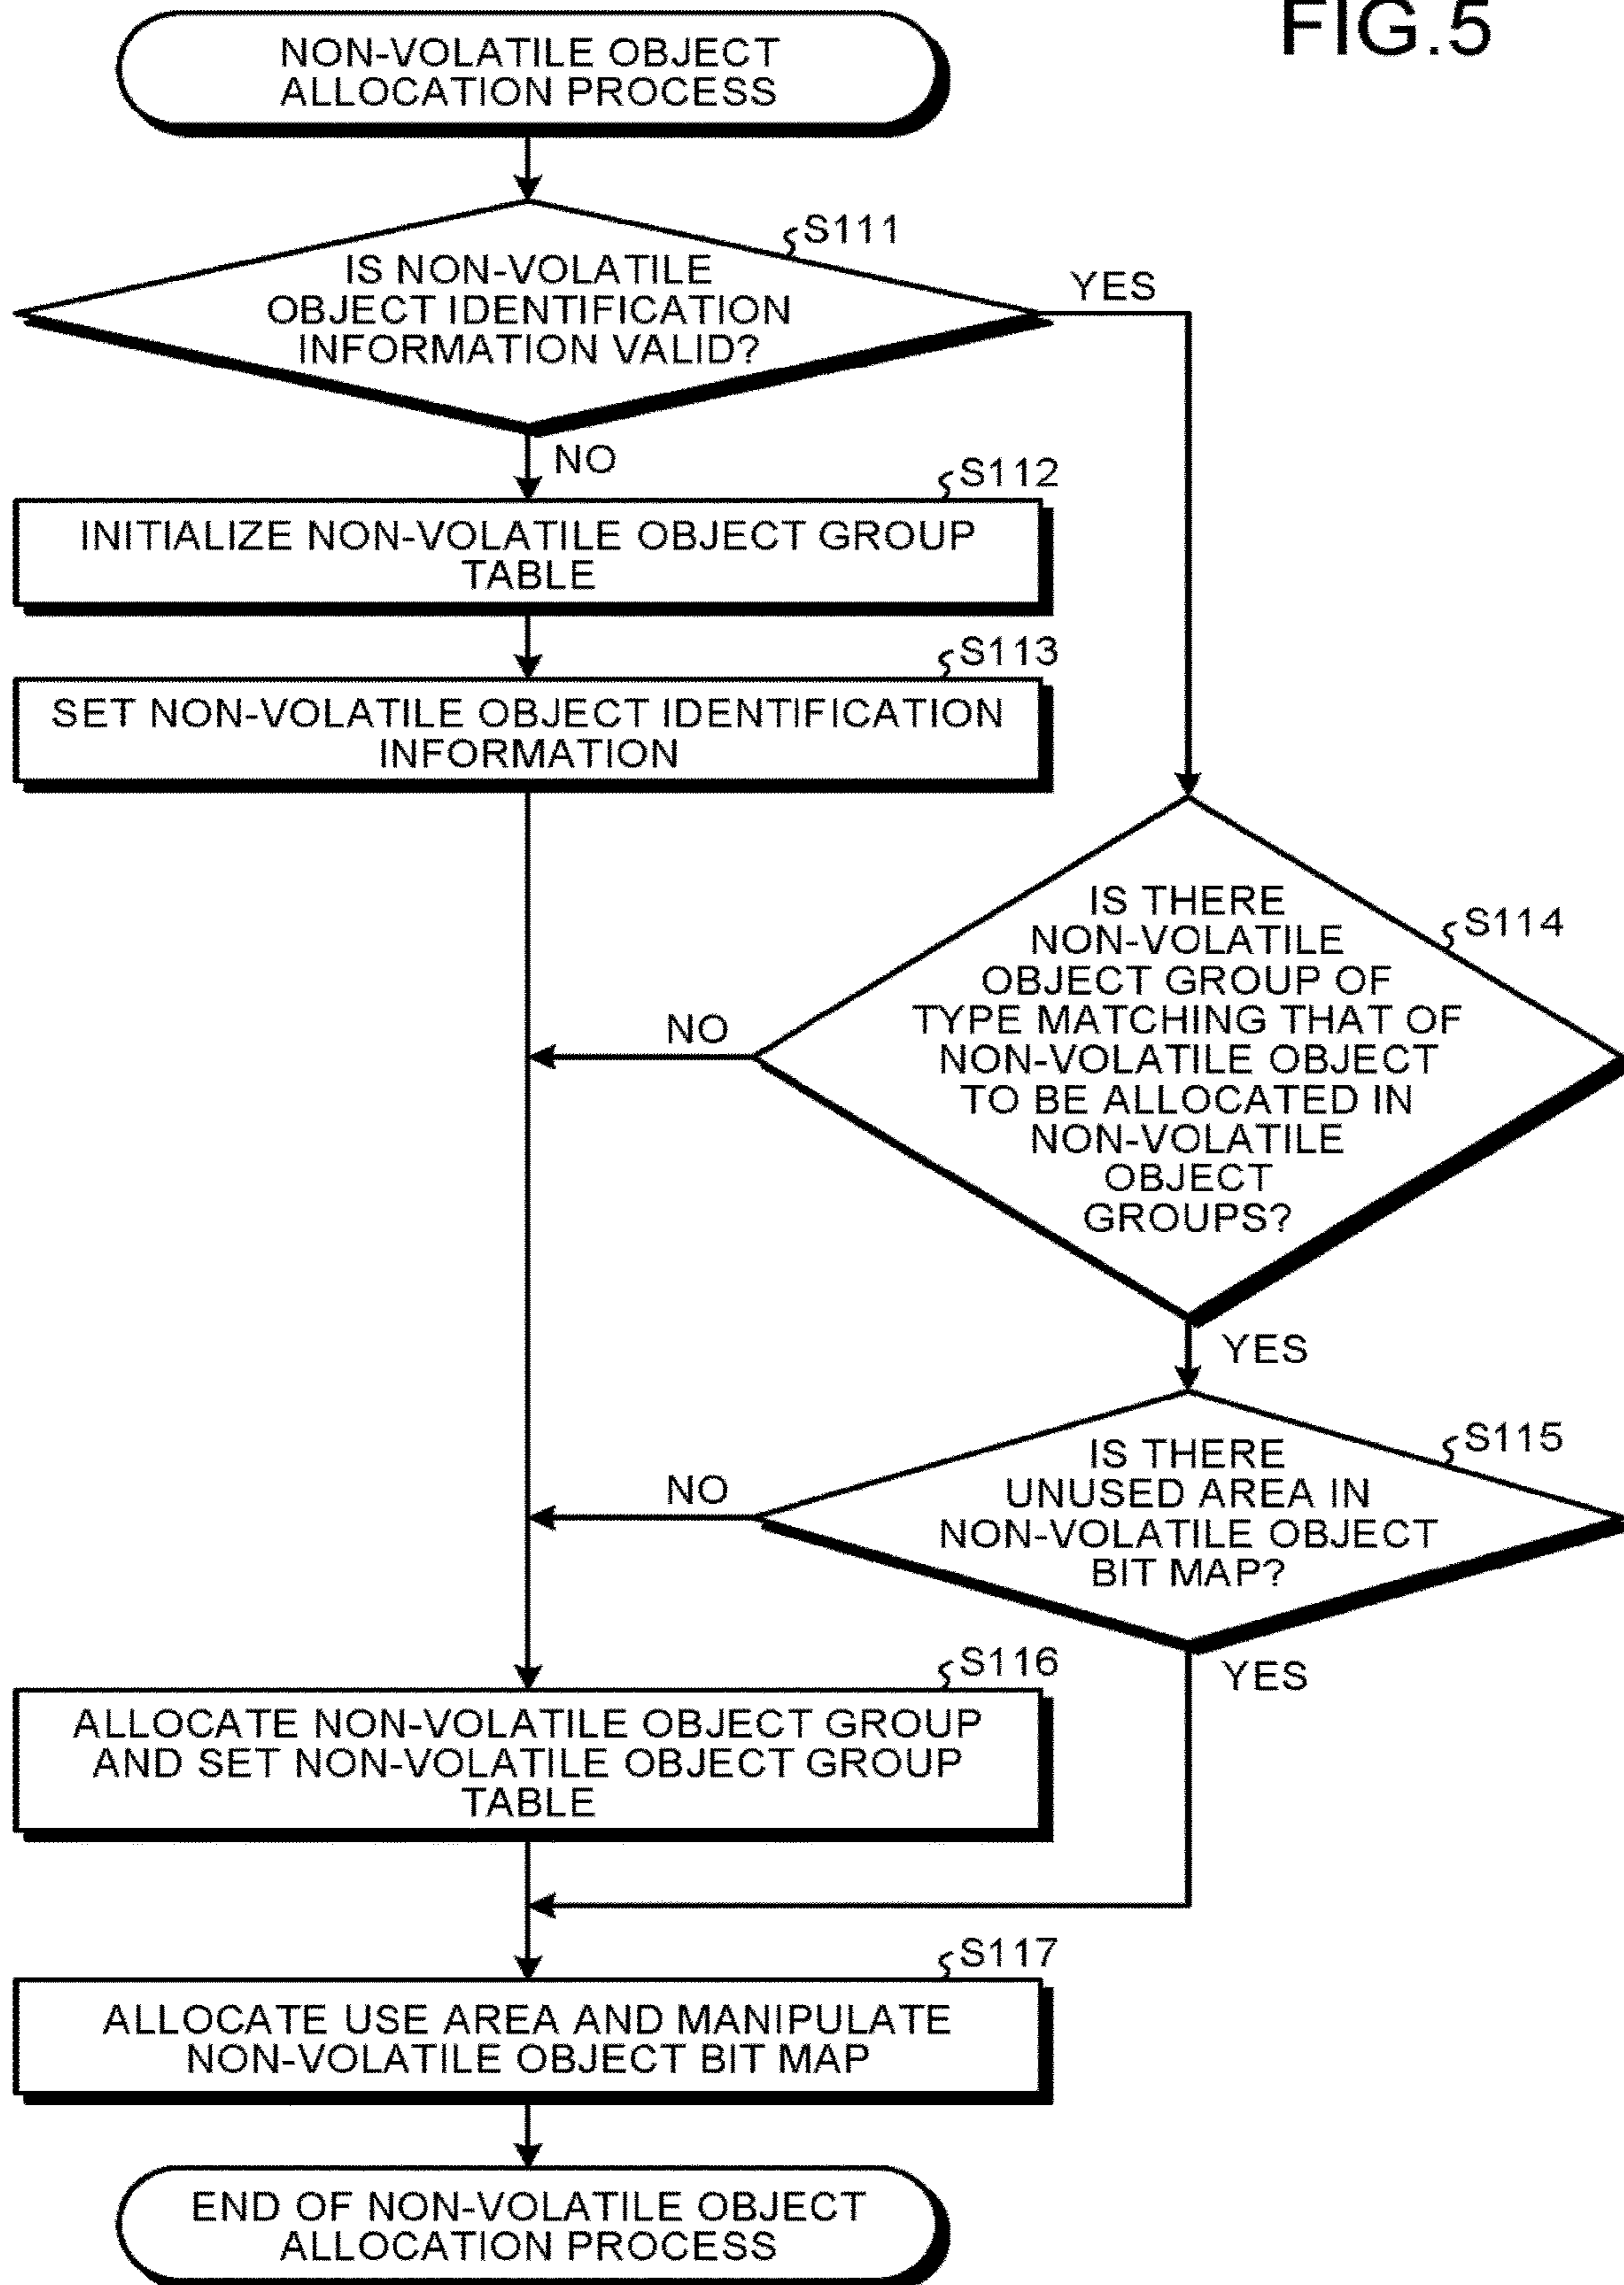 FIG.5
NON-VOLATILE OBJECT
ALLOCATION PROCESS
S111
IS NON-VOLATILE
OBJECT IDENTIFICATION
INFORMATION VALID?
YES
NO
S112
INITIALIZE NON-VOLATILE OBJECT GROUP
TABLE
S113
SET NON-VOLATILE OBJECT IDENTIFICATION
INFORMATION
S114
IS THERE
NON-VOLATILE
OBJECT GROUP OF
TYPE MATCHING THAT OF
NON-VOLATILE OBJECT
TO BE ALLOCATED IN
NON-VOLATILE
OBJECT
GROUPS?
NO
YES
S115
IS THERE
UNUSED AREA IN
NON-VOLATILE OBJECT
BIT MAP?
NO
YES
S116
ALLOCATE NON-VOLATILE OBJECT GROUP
AND SET NON-VOLATILE OBJECT GROUP
TABLE
S117
ALLOCATE USE AREA AND MANIPULATE
NON-VOLATILE OBJECT BIT MAP
END OF NON-VOLATILE OBJECT
ALLOCATION PROCESS